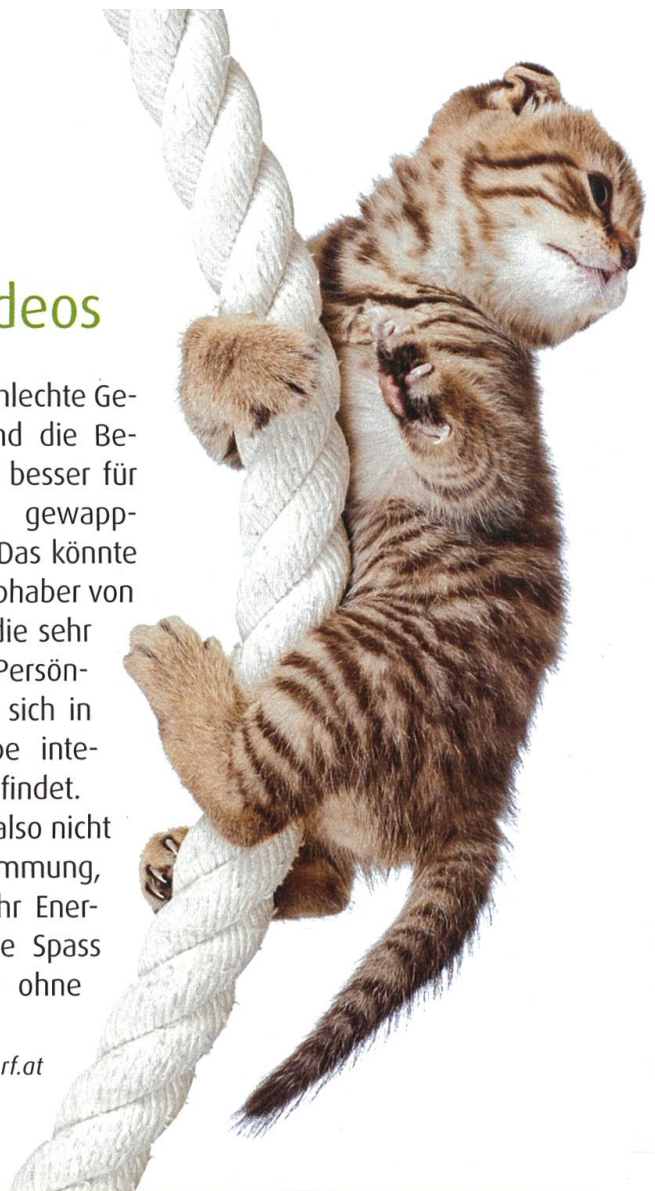 deos
hlechte Ge-
nd die Be-
besser für
gewapp-
Das könnte
bhaber von
die sehr
Persön-
sich in
be inte-
findet.
also nicht
mmung,
hr Ener-
e Spass
ohne
rf.at